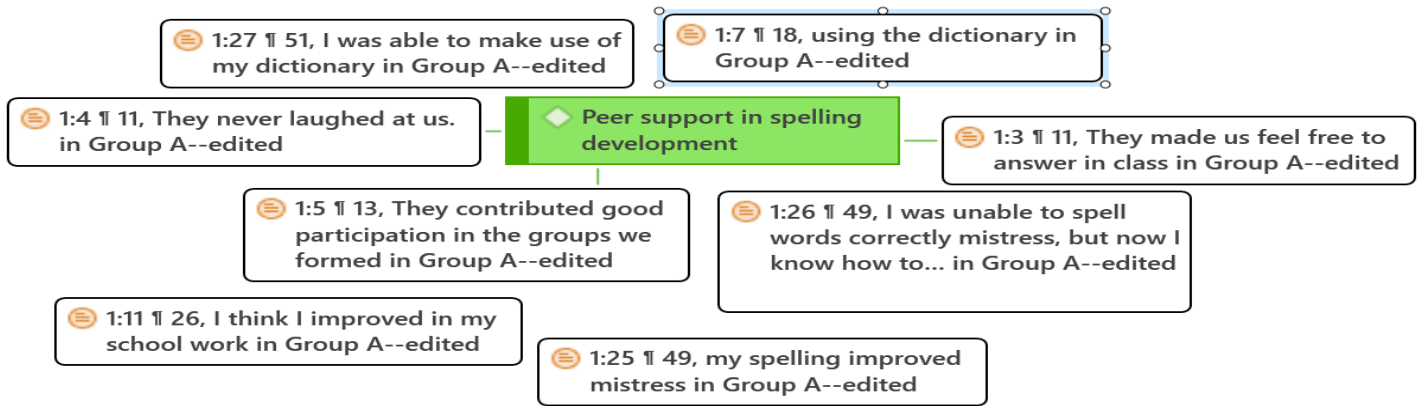 1:27 ¶ 51, I was able to make use of
my dictionary in Group A--edited
1:7 ¶ 18, using the dictionary in
Group A--edited
1:4 ¶ 11, They never laughed at us.
in Group A--edited
Peer support in spelling
development
1:3 ¶ 11, They made us feel free to
answer in class in Group A--edited
1:5 ¶ 13, They contributed good
participation in the groups we
formed in Group A--edited
1:26 ¶ 49, I was unable to spell
words correctly mistress, but now I
know how to... in Group A--edited
1:11 ¶ 26, I think I improved in my
school work in Group A--edited
1:25 ¶ 49, my spelling improved
mistress in Group A--edited